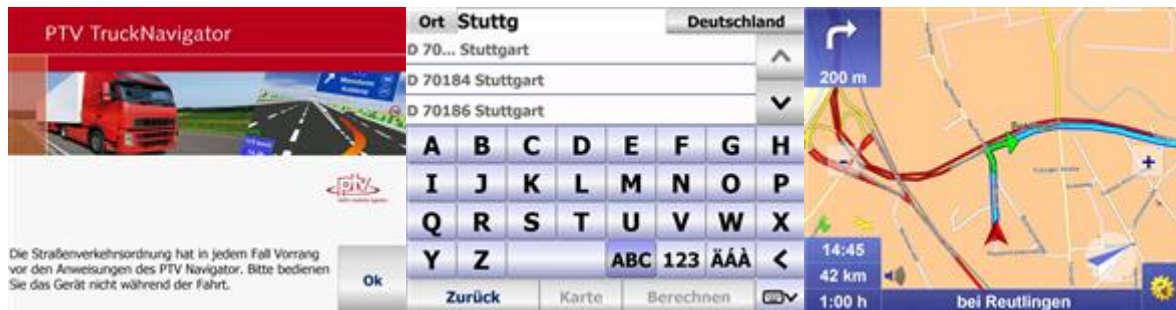 PTV TruckNavigator
PTV
Die Straßenverkehrsordnung hat in jedem Fall Vorrang
vor den Anweisungen des PTV Navigator. Bitte bedienen
Sie das Gerät nicht während der Fahrt.
Ok
Ort Stuttg Deutschland
D 70... Stuttgart
D 70184 Stuttgart
D 70186 Stuttgart
A B C D E F G H
I J K L M N O P
Q R S T U V W X
Y Z ABC 123 ÄÁÀ <
Zurück Karte Berechnen
200 m
- +
14:45
42 km
1:00 h bei Reutlingen